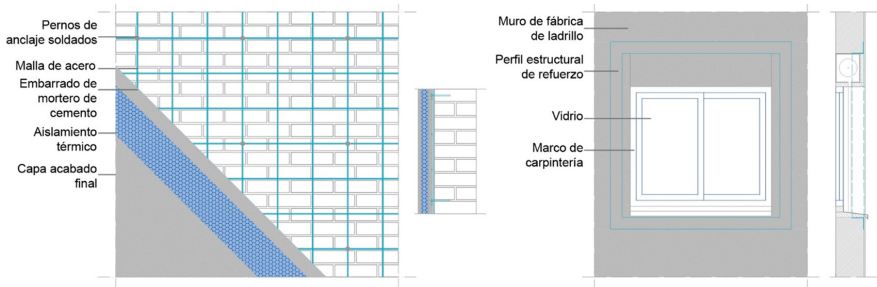 Pernos de
anclaje soldados
Malla de acero
Embarrado de
mortero de
cemento
Aislamiento
térmico
Capa acabado
final
Muro de fábrica
de ladrillo
Perfil estructural
de refuerzo
Vidrio
Marco de
carpintería